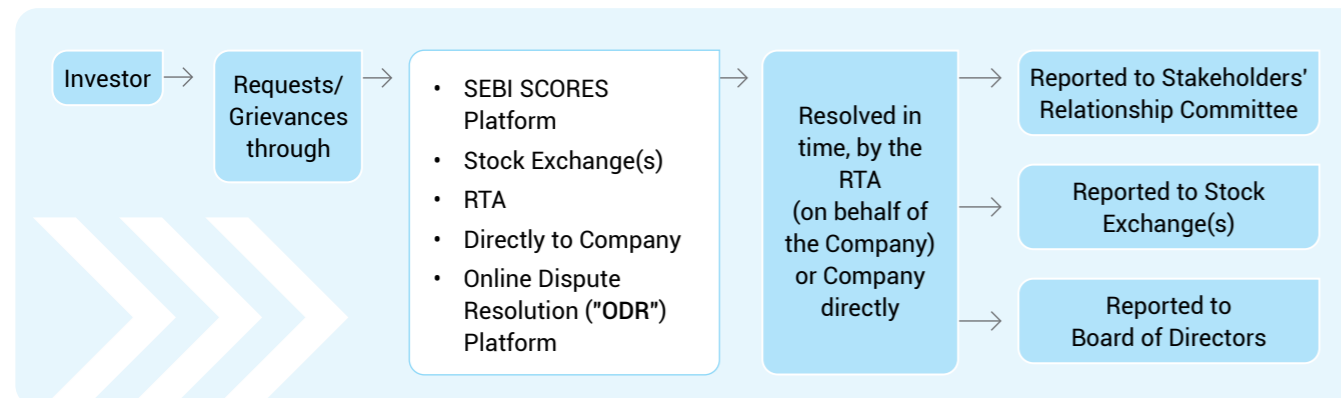 Investor
Requests/
Grievances
through
• SEBI SCORES
Platform
• Stock Exchange(s)
• RTA
• Directly to Company
• Online Dispute
Resolution ("ODR")
Platform
Resolved in
time, by the
RTA
(on behalf of
the Company)
or Company
directly
Reported to Stakeholders'
Relationship Committee
Reported to Stock
Exchange(s)
Reported to
Board of Directors